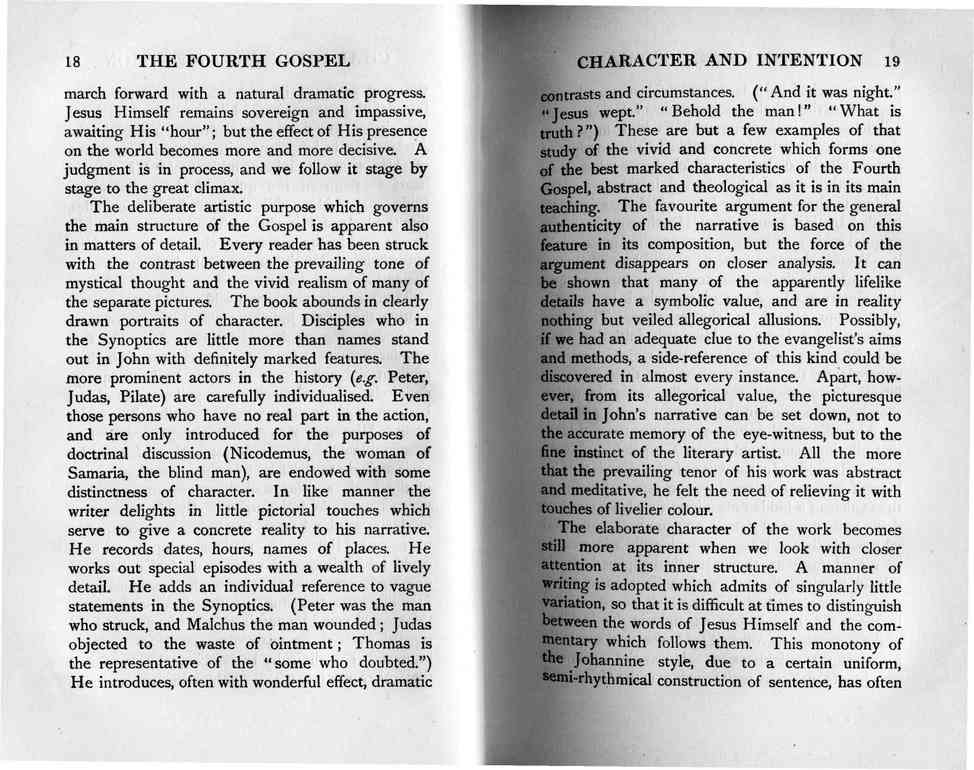 18 THE FOURTH GOSPEL
march forward with a natural dramatic progress.
Jesus Himself remains sovereign and impassive,
awaiting His "hour"; but the effect of His presence
on the world becomes more and more decisive. A
judgment is in process, and we follow it stage by
stage to the great climax.
The deliberate artistic purpose which governs
the main structure of the Gospel is apparent also
in matters of detail. Every reader has been struck
with the contrast between the prevailing tone of
mystical thought and the vivid realism of many of
the separate pictures. The book abounds in clearly
drawn portraits of character. Disciples who in
the Synoptics are little more than names stand
out in John with definitely marked features. The
more prominent actors in the history (e.g. Peter,
Judas, Pilate) are carefully individualised. Even
those persons who have no real part in the action,
and are only introduced for the purposes of
doctrinal discussion (Nicodemus, the woman of
Samaria, the blind man), are endowed with some
distinctness of character. In like manner the
writer delights in little pictorial touches which
serve to give a concrete reality to his narrative.
He records dates, hours, names of places. He
works out special episodes with a wealth of lively
detail. He adds an individual reference to vague
statements in the Synoptics. (Peter was the man
who struck, and Malchus the man wounded; Judas
objected to the waste of ointment; Thomas is
the representative of the "some who doubted.")
He introduces, often with wonderful effect, dramatic
CHARACTER AND INTENTION 19
contrasts and circumstances. ("And it was night."
"Jesus wept." "Behold the man!" "What is
truth?") These are but a few examples of that
study of the vivid and concrete which forms one
of the best marked characteristics of the Fourth
Gospel, abstract and theological as it is in its main
teaching. The favourite argument for the general
authenticity of the narrative is based on this
feature in its composition, but the force of the
argument disappears on closer analysis. It can
be shown that many of the apparently lifelike
details have a symbolic value, and are in reality
nothing but veiled allegorical allusions. Possibly,
if we had an adequate clue to the evangelist's aims
and methods, a side-reference of this kind could be
discovered in almost every instance. Apart, how-
ever, from its allegorical value, the picturesque
detail in John's narrative can be set down, not to
the accurate memory of the eye-witness, but to the
fine instinct of the literary artist. All the more
that the prevailing tenor of his work was abstract
and meditative, he felt the need of relieving it with
touches of livelier colour.
The elaborate character of the work becomes
still more apparent when we look with closer
attention at its inner structure. A manner of
writing is adopted which admits of singularly little
variation, so that it is difficult at times to distinguish
between the words of Jesus Himself and the com-
mentary which follows them. This monotony of
the Johannine style, due to a certain uniform,
semi-rhythmical construction of sentence, has often